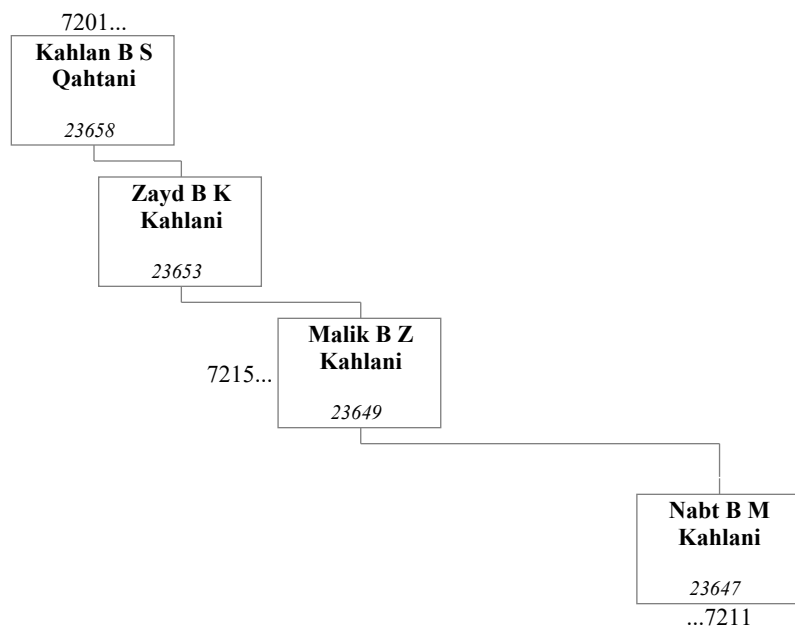 7201...
Kahlan B S
Qahtani
23658
Zayd B K
Kahlani
23653
Malik B Z
Kahlani
7215...
23649
Nabt B M
Kahlani
23647
...7211